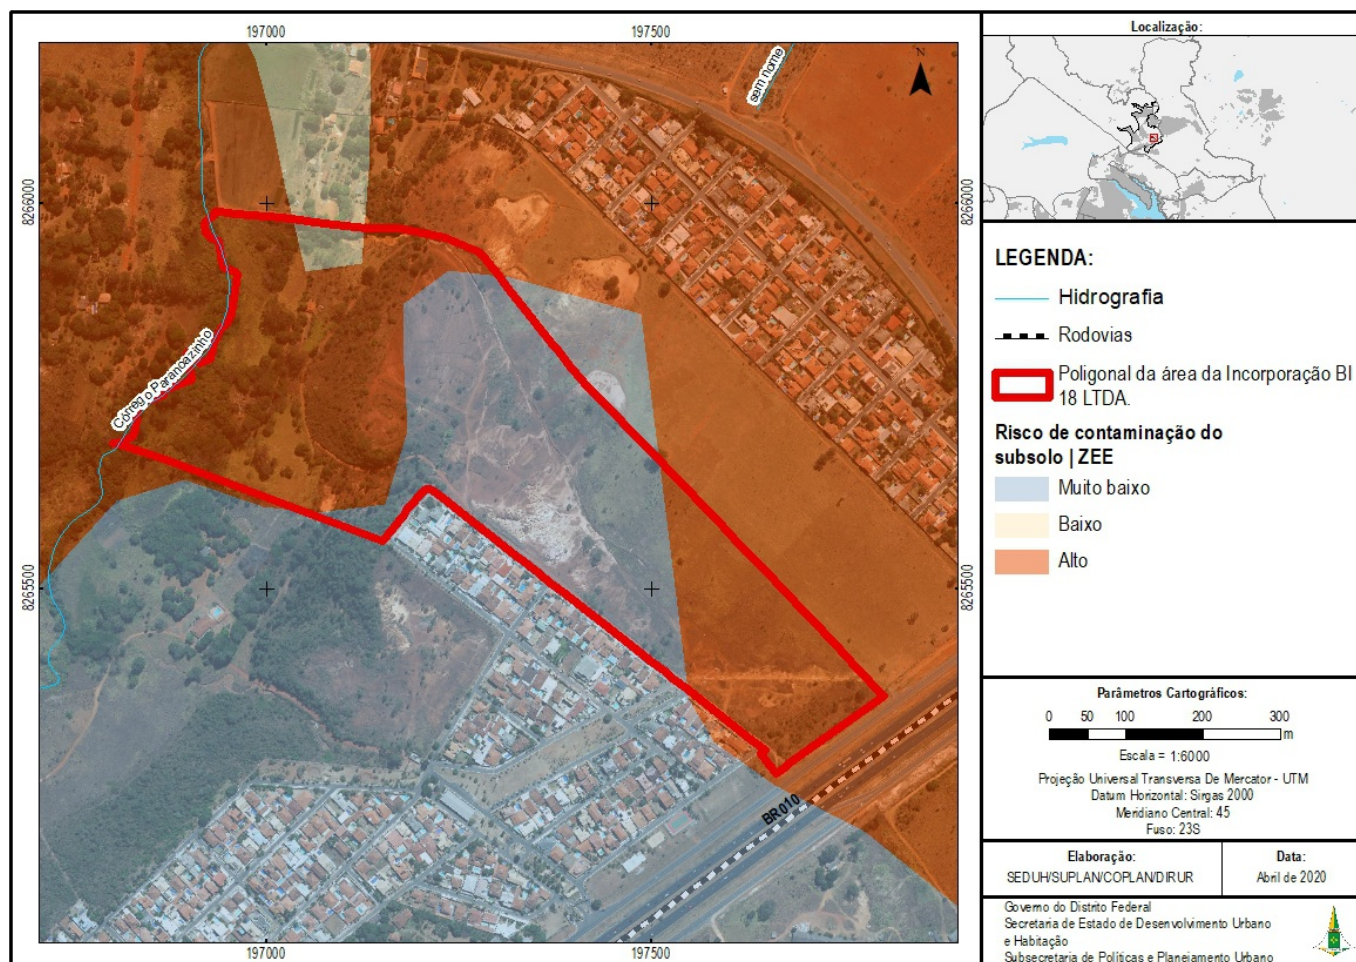 197000
197500
8266000
8266000
sem nome
N
Córrego Paranoazinho
8265500
8265500
BR 010
197000
197500
Localização:
LEGENDA:
Hidrografia
Rodovias
Poligonal da área da Incorporação BI
18 LTDA.
Risco de contaminação do
subsolo | ZEE
Muito baixo
Baixo
Alto
Parâmetros Cartográficos:
0 50 100 200 300
m
Escala = 1:6000
Projeção Universal Transversa De Mercator - UTM
Datum Horizontal: Sirgas 2000
Meridiano Central: 45
Fuso: 23S
Elaboração:
SEDUH/SUPLAN/COPLAN/DIRUR
Data:
Abril de 2020
Governo do Distrito Federal
Secretaria de Estado de Desenvolvimento Urbano
e Habitação
Subsecretaria de Políticas e Planejamento Urbano